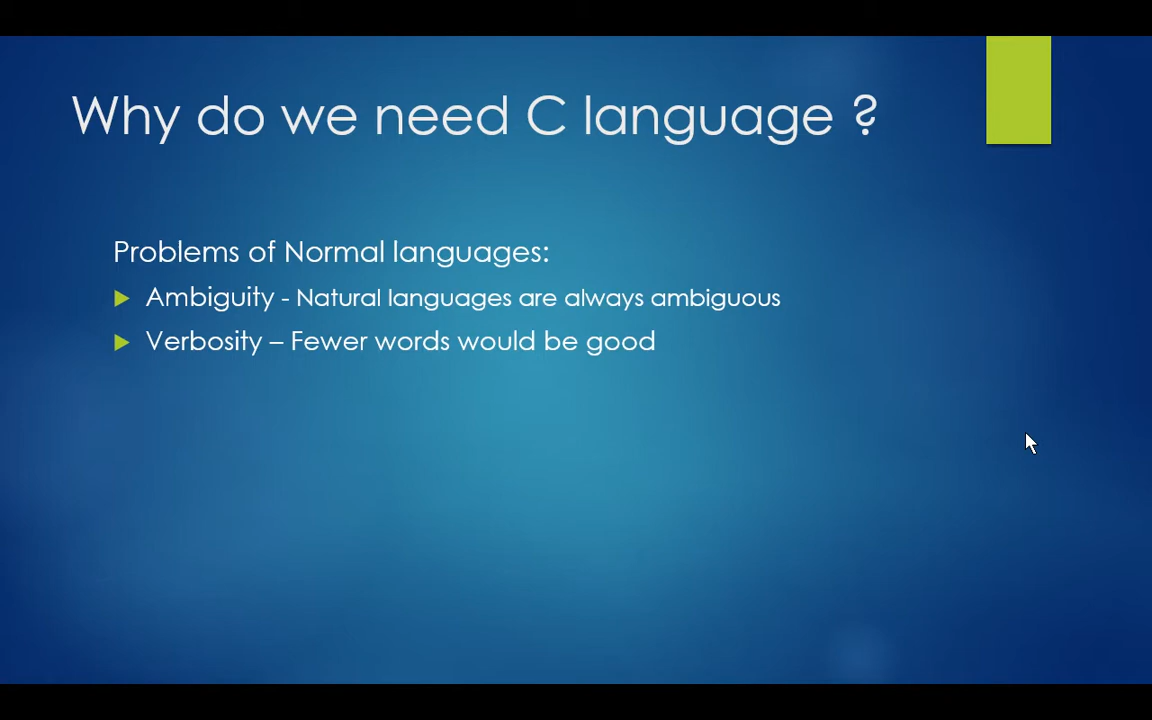 Why do we need C language ?
Problems of Normal languages:
Ambiguity - Natural languages are always ambiguous
Verbosity – Fewer words would be good